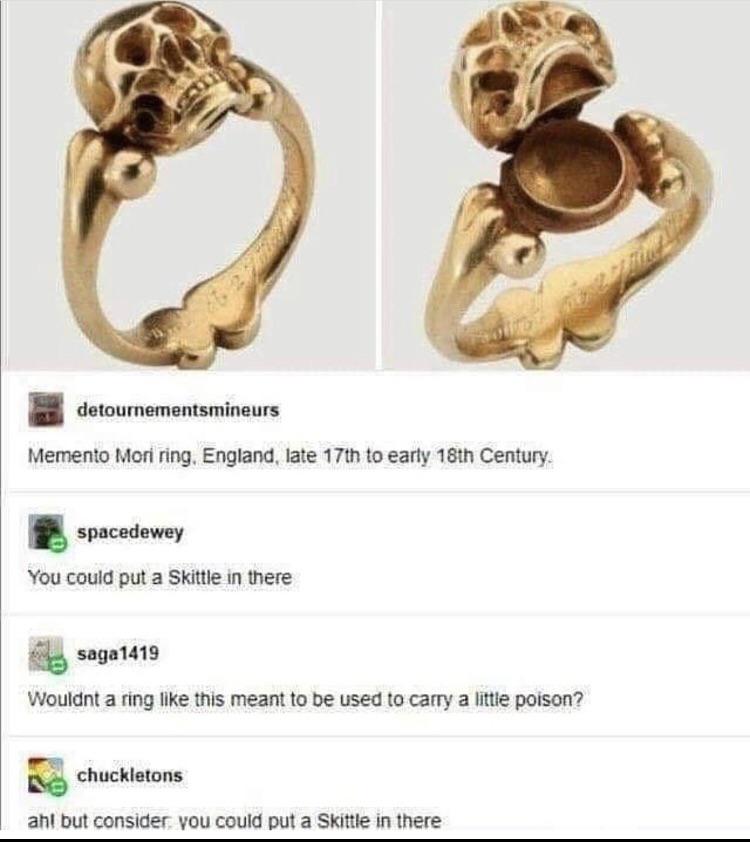 detournementsmineurs
Memento Mori ring, England, late 17th to early 18th Century.
spacedewey
You could put a Skittle in there
saga1419
Wouldnt a ring like this meant to be used to carry a little poison?
chuckletons
ah! but consider: you could put a Skittle in there